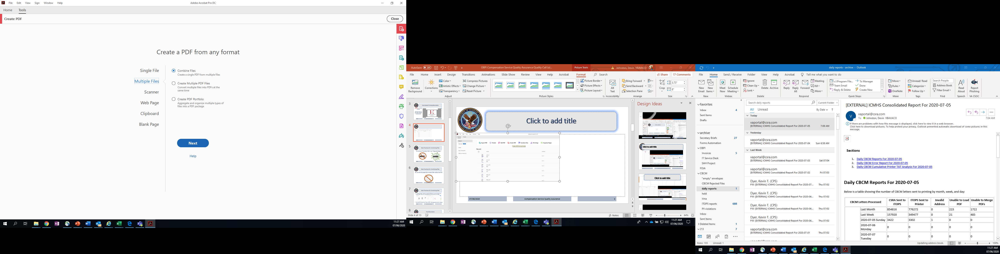 File Edit View Sign Window Help
Adobe Acrobat Pro DC
Home Tools
Create PDF
Close
Create a PDF from any format
Single File
Multiple Files
Scanner
Web Page
Clipboard
Blank Page
Combine Files
Create a single PDF from multiple files
Create Multiple PDF Files
Convert multiple files into PDFs at the
same time
Create PDF Portfolio
Aggregate and organize multiple types of
files into a PDF package
Next
Help
11:27 AM
07/06/2020
AutoSave Off
OBPI Compensation Service Quality Assurance Quality Call Jul...
Picture Tools
Johnston, Devin VBAVACO
File Home Insert Design Transitions Animations Slide Show Review View Help Acrobat Format Search
Share Comments
Remove
Background
Corrections
Color
Artistic Effects
Transparency
Compress Pictures
Change Picture
Reset Picture
Adjust
Picture Styles
Picture Border
Picture Effects
Picture Layout
Alt
Text
Accessibility
Bring Forward
Send Backward
Selection Pane
Arrange
Crop
3.73"
8"
Size
3
4
5
6
7
8
Click to add title
07/06/2020
Compensation Service Quality Assurance
4
Design Ideas
Click to add title
Click to add title
Slide 4 of 13
Notes
64%
11:27 AM
07/06/2020
daily reports - archive - Outlook
File Home Send / Receive Folder View Help Acrobat Tell me what you want to do
New
Email
New
Items
New
Meet
Now
Schedule
Meeting
Webex
Ignore
Clean Up
Junk
Delete
Archive
Delete
Reply
Reply
All
Forward
Meeting
IM
More
Respond
c:\Program File...
Team Email
Reply & Delete
To Manager
Done
Create New
Quick Steps
Move
Rules
OneNote
Move
Unread/ Read
Categorize
Follow Up
Tags
Search People
Address Book
Filter Email
Find
Read
Aloud
Speech
Report
Phishing
VA CSOC
Favorites
Inbox 4
Sent Items
Drafts
archive
Secretary Briefs 27
Forms Automation
OBPI
Invoices 5
IT Service Desk
SAH Project
FOIA
CBCM
"empty" envelopes
CBCM Rejected Files
daily reports 1
held
Irina
ITOPS reports 688
PII violations
Inbox
Sent Items
Deleted Items 1
213 7
Search daily reports
Current Folder
All Unread
By Date
Today
vaportal@csra.com
[EXTERNAL] ICMHS Consolidated Report For 2020-07-05 7:08 AM
Yesterday
vaportal@csra.com
[EXTERNAL] ICMHS Consolidated Report For 2020-07-04 Sun 6:58 AM
Last Week
vaportal@csra.com
[EXTERNAL] ICMHS Consolidated Report For 2020-07-03 Sat 07/04
vaportal@csra.com
[EXTERNAL] ICMHS Consolidated Report For 2020-07-02 Fri 07/03
Dyer, Kevin T. (CPS)
FW: [EXTERNAL] ICMHS Consolidated Report For 2020-07... Thu 07/02
Dyer, Kevin T. (CPS)
FW: [EXTERNAL] ICMHS Consolidated Report For 2020-06... Thu 07/02
Dyer, Kevin T. (CPS)
FW: [EXTERNAL] ICMHS Consolidated Report For 2020-06... Thu 07/02
Dyer, Kevin T. (CPS)
FW: [EXTERNAL] ICMHS Consolidated Report For 2020-06... Thu 07/02
vaportal@csra.com
[EXTERNAL] ICMHS Consolidated Report For 2020-07-01 Thu 07/02
[EXTERNAL] ICMHS Consolidated Report For 2020-07-05
V
vaportal@csra.com
To Johnston, Devin VBAVACO
7:04 AM
If there are problems with how this message is displayed, click here to view it in a web browser.
Click here to download pictures. To help protect your privacy, Outlook prevented automatic download of some pictures in this
message.
Sections
1. Daily CBCM Reports For 2020-07-05
2. Daily CBCM Error Report For 2020-07-05
3. Daily CBCM Cumulative Printer TAT Analysis For 2020-07-05
Daily CBCM Reports For 2020-07-05
Below is a table showing the number of CBCM letters sent to printing by month, week, and day:
CBCM Letters Processed | CSRA Sent to ITOPS | ITOPS Sent to Printer | Invalid Address | Unable to Load PDF | Unable to Merge PDFs
Last Month 854816 776272 0 223 1722
Last Week 157920 349477 0 21 483
2020-07-05 Sunday 3422 3302 1 0 0
2020-07-06 Monday 0 0 0 0 0
2020-07-07 Tuesday 0 0 0 0 0
Items: 103 Unread: 1
Updating address book.
100%
11:27 AM
07/06/2020